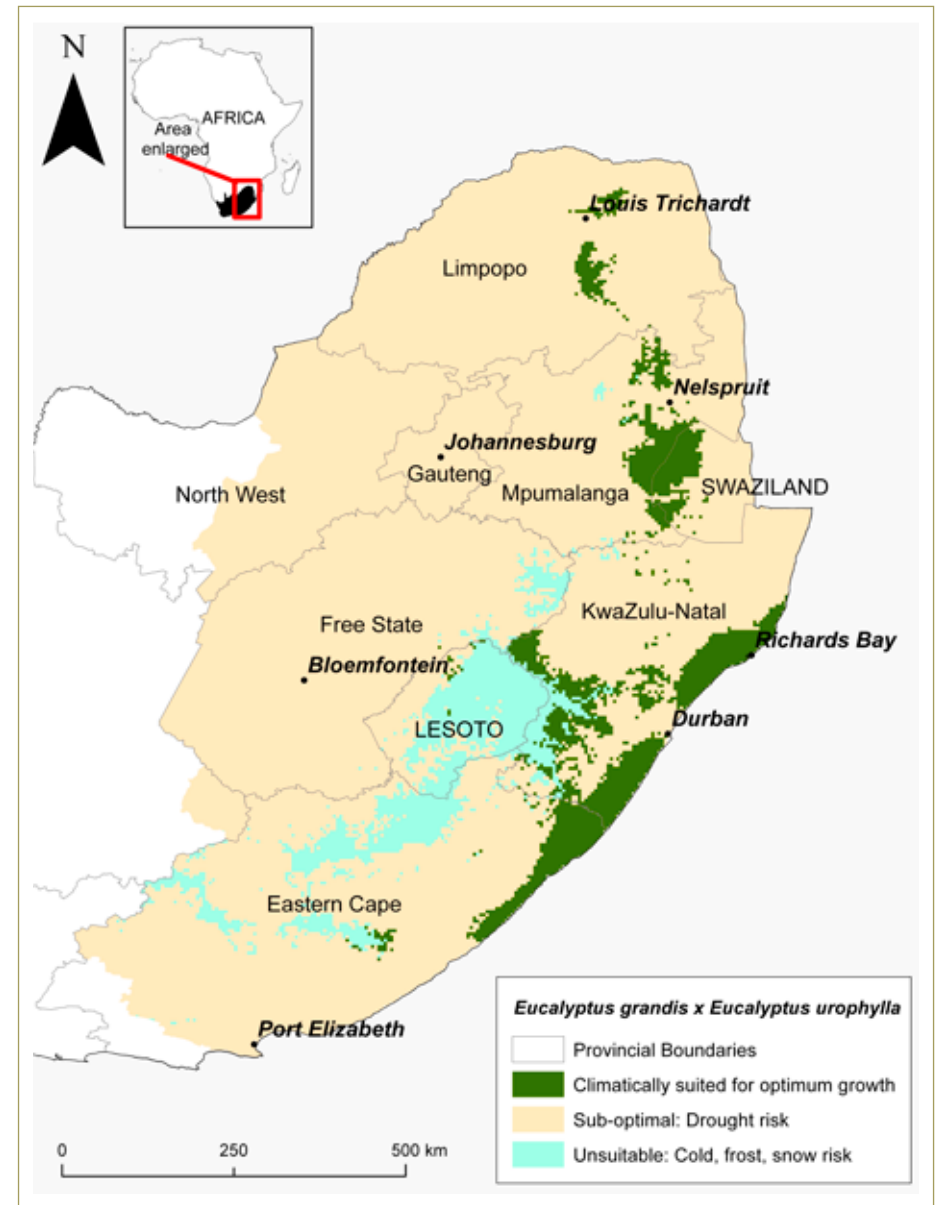 N
AFRICA
Area
enlarged
Louis Trichardt
Limpopo
Nelspruit
Johannesburg
Gauteng
North West
Mpumalanga
SWAZILAND
KwaZulu-Natal
Free State
Richards Bay
Bloemfontein
Durban
LESOTO
Eastern Cape
Port Elizabeth
Eucalyptus grandis x Eucalyptus urophylla
Provincial Boundaries
Climatically suited for optimum growth
Sub-optimal: Drought risk
Unsuitable: Cold, frost, snow risk
0 250 500 km